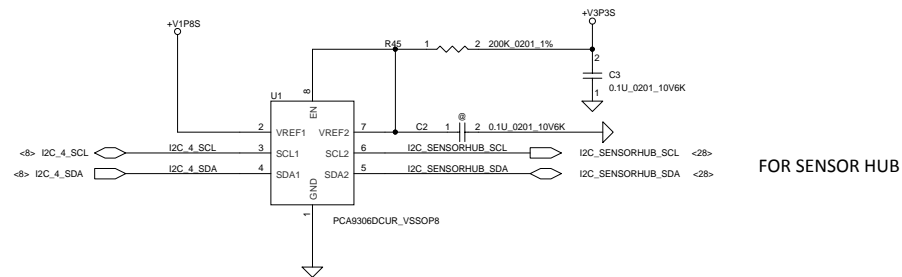 +V1P8S
+V3P3S
R45 1 2 200K_0201_1%
2
C3
0.1U_0201_10V6K
1
U1
8
EN
@
2 VREF1 VREF2 7 C2 1 2 0.1U_0201_10V6K
<8> I2C_4_SCL I2C_4_SCL 3 SCL1 SCL2 6 I2C_SENSORHUB_SCL I2C_SENSORHUB_SCL <28>
<8> I2C_4_SDA I2C_4_SDA 4 SDA1 SDA2 5 I2C_SENSORHUB_SDA I2C_SENSORHUB_SDA <28>
FOR SENSOR HUB
GND
1
PCA9306DCUR_VSSOP8